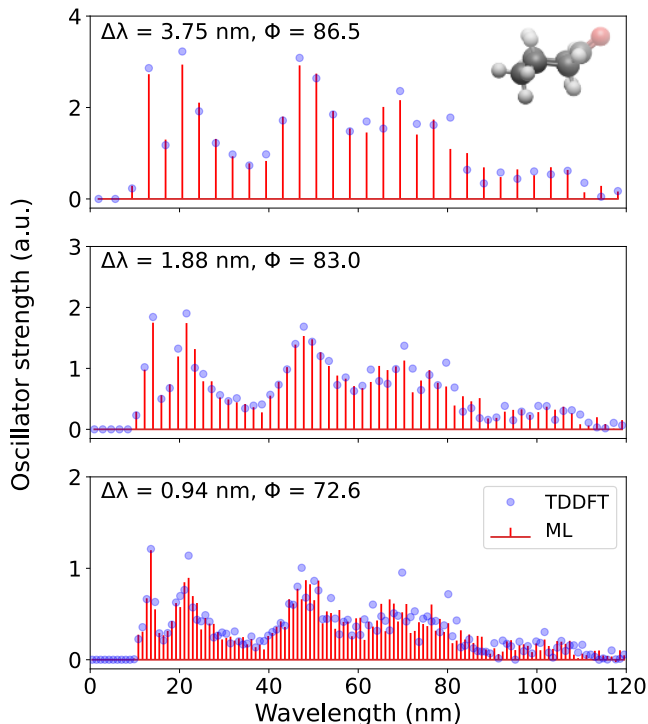 Oscillator strength (a.u.)
4
2
0
Δλ = 3.75 nm, Φ = 86.5
3
2
1
0
Δλ = 1.88 nm, Φ = 83.0
2
1
0
Δλ = 0.94 nm, Φ = 72.6
TDDFT
ML
0 20 40 60 80 100 120
Wavelength (nm)